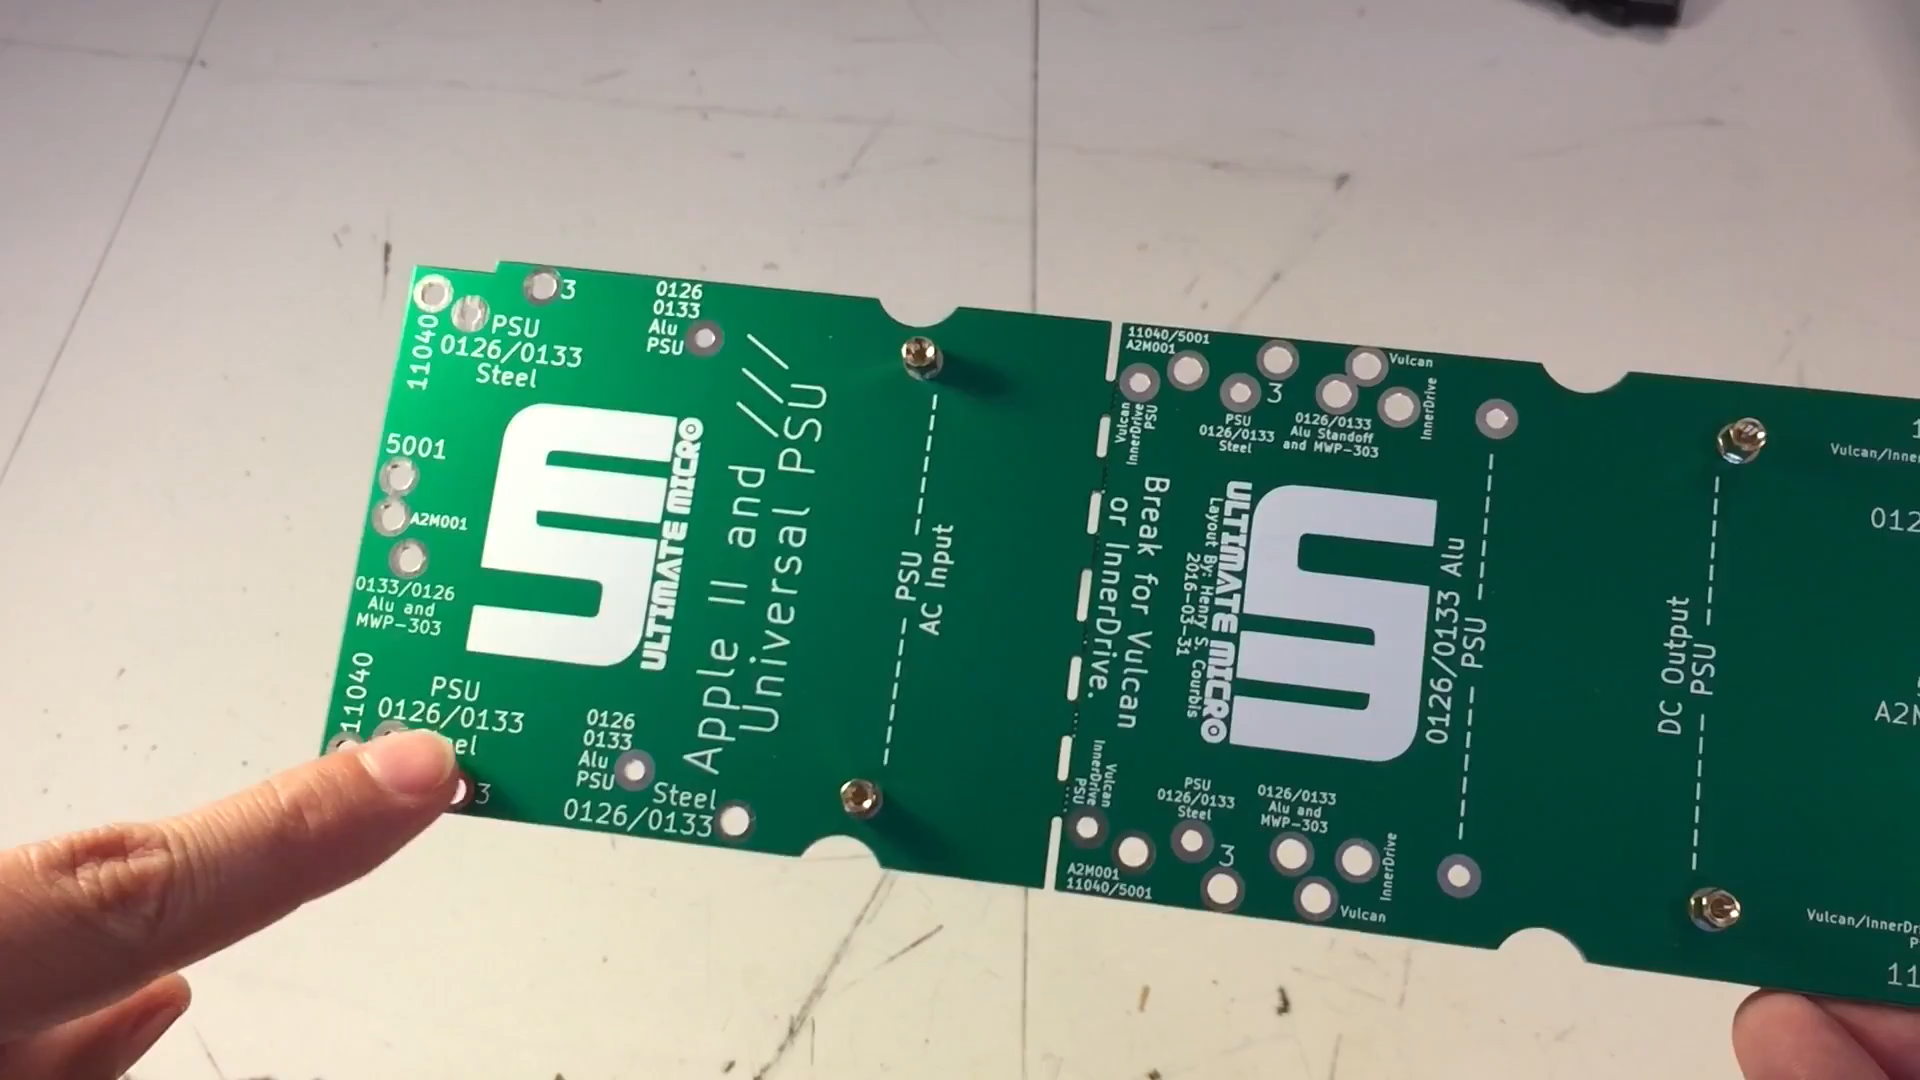 3
11040
PSU
0126/0133
Steel
0126
0133
Alu
PSU
5001
A2M001
0133/0126
Alu and
MWP-303
11040
PSU
0126/0133
3
0126
0133
Alu
PSU
Steel
0126/0133
ULTIMATE MICRO
Apple II and ///
Universal PSU
PSU
AC Input
11040/5001
A2M001
Vulcan
InnerDrive
PSU
PSU
0126/0133
Steel
3
0126/0133
Alu Standoff
and MWP-303
Vulcan
InnerDrive
Break for Vulcan
or InnerDrive.
ULTIMATE MICRO
Layout By: Henry S. Courbis
2016-03-31
Vulcan
InnerDrive
PSU
A2M001
11040/5001
PSU
0126/0133
Steel
3
0126/0133
Alu and
MWP-303
InnerDrive
Vulcan
0126/0133 Alu
PSU
DC Output
PSU